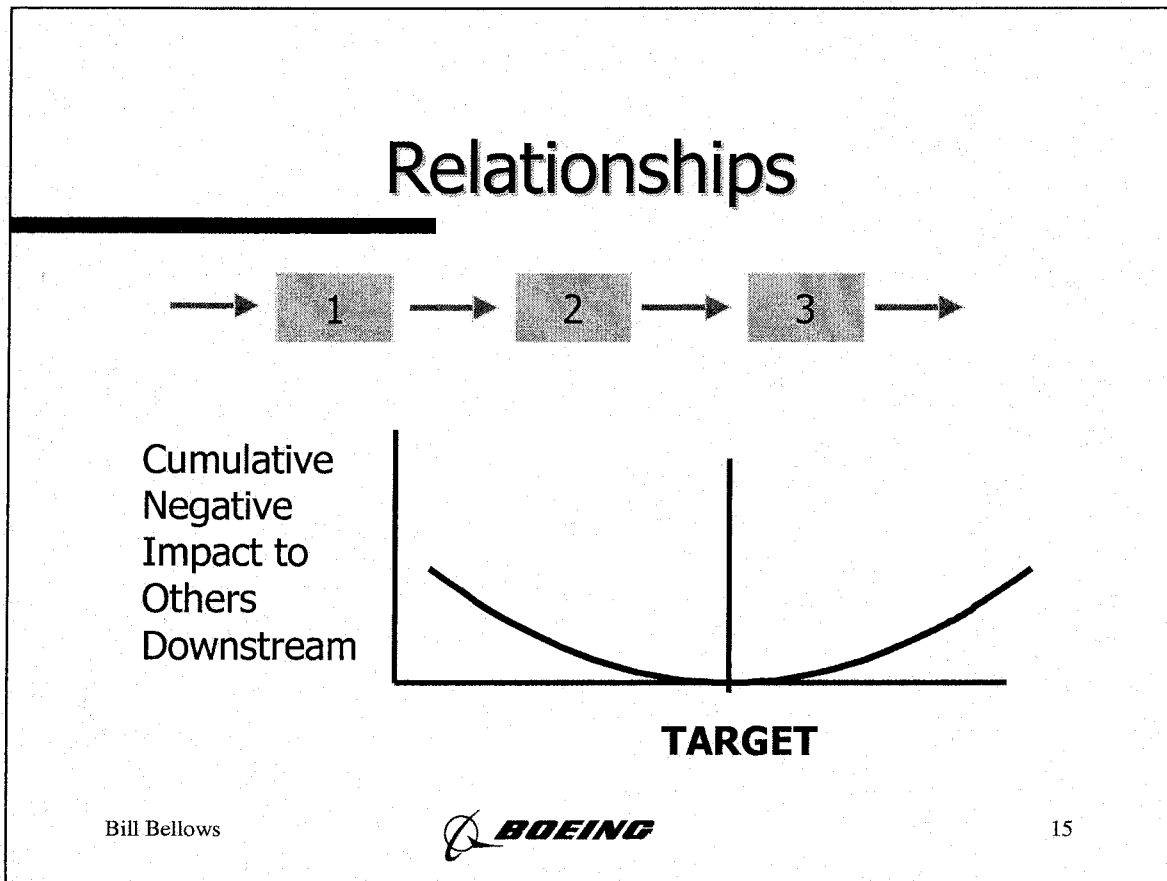 Relationships
1 2 3
Cumulative
Negative
Impact to
Others
Downstream
TARGET
Bill Bellows BOEING 15